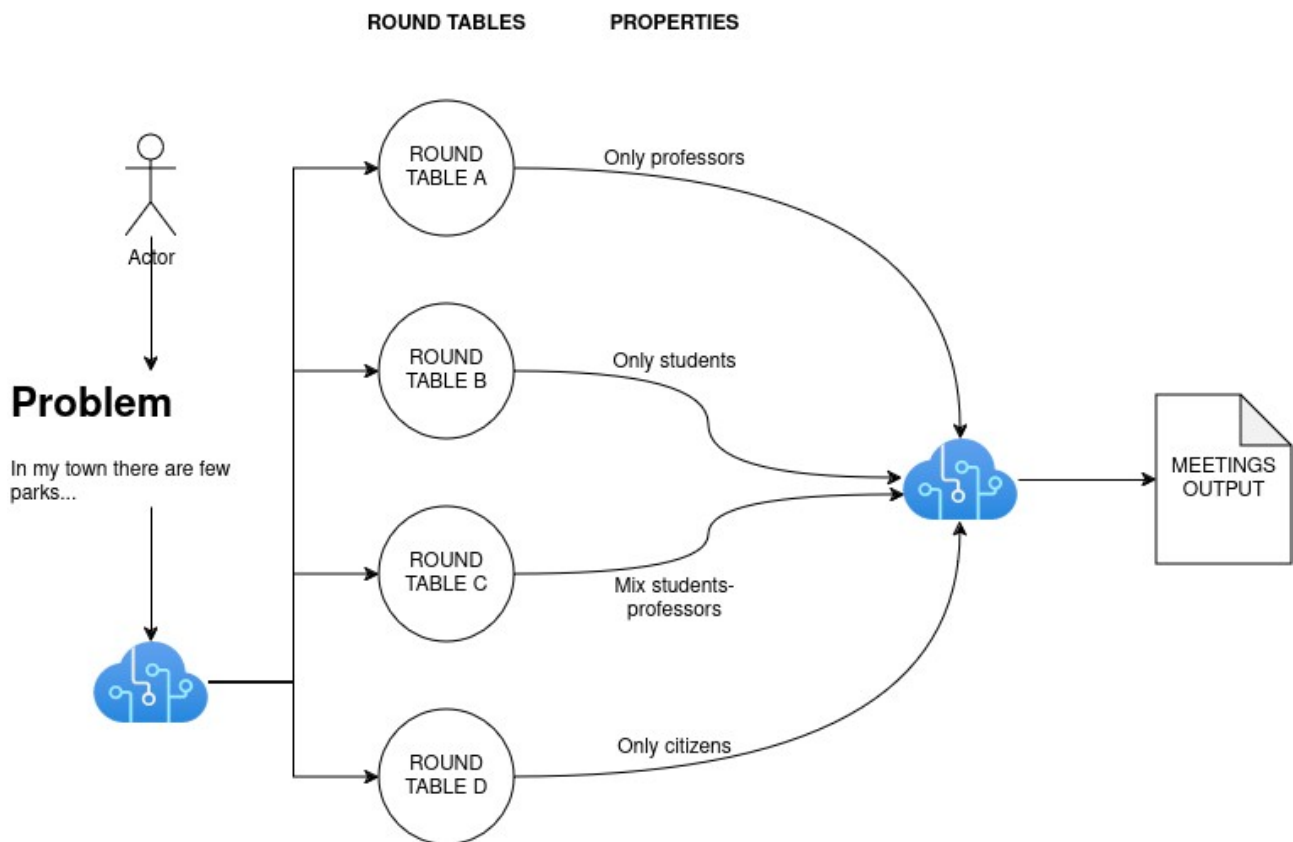 ROUND TABLES
PROPERTIES
ROUND
TABLE A
Only professors
Actor
ROUND
TABLE B
Only students
Problem
In my town there are few
parks...
MEETINGS
OUTPUT
ROUND
TABLE C
Mix students-
professors
ROUND
TABLE D
Only citizens